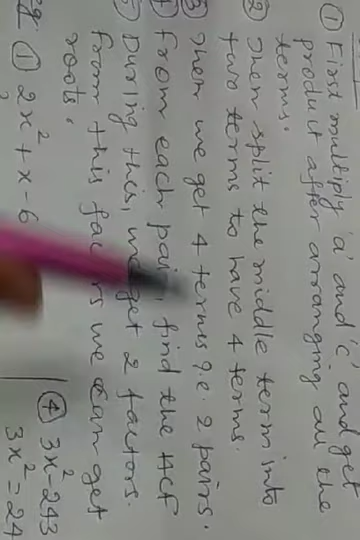 ① First multiply 'a' and 'c' and get
product after arranging all the
terms.
② Then split the middle term into
two terms to have 4 terms.
③ Then we get 4 terms i.e. 2 pairs.
④ From each pair, find the HCF
⑤ During this, we get 2 factors.
from this factors we can get
roots.
eg: ① 2x² + x - 6
④ 3x² - 243
3x² = 24